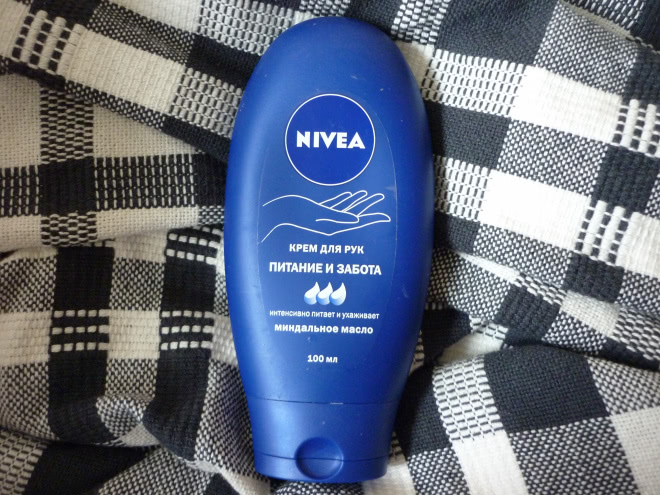 NIVEA
КРЕМ ДЛЯ РУК
ПИТАНИЕ И ЗАБОТА
интенсивно питает и ухаживает
миндальное масло
100 мл